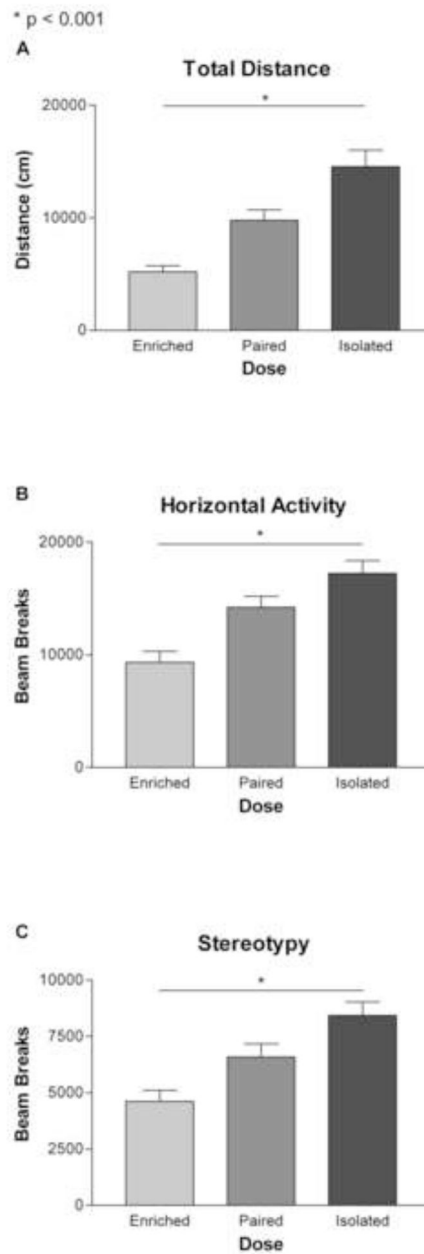 * p < 0.001
A
Total Distance
*
20000
10000
0
Distance (cm)
Enriched Paired Isolated
Dose
B
Horizontal Activity
*
20000
10000
0
Beam Breaks
Enriched Paired Isolated
Dose
C
Stereotypy
*
10000
7500
5000
2500
0
Beam Breaks
Enriched Paired Isolated
Dose